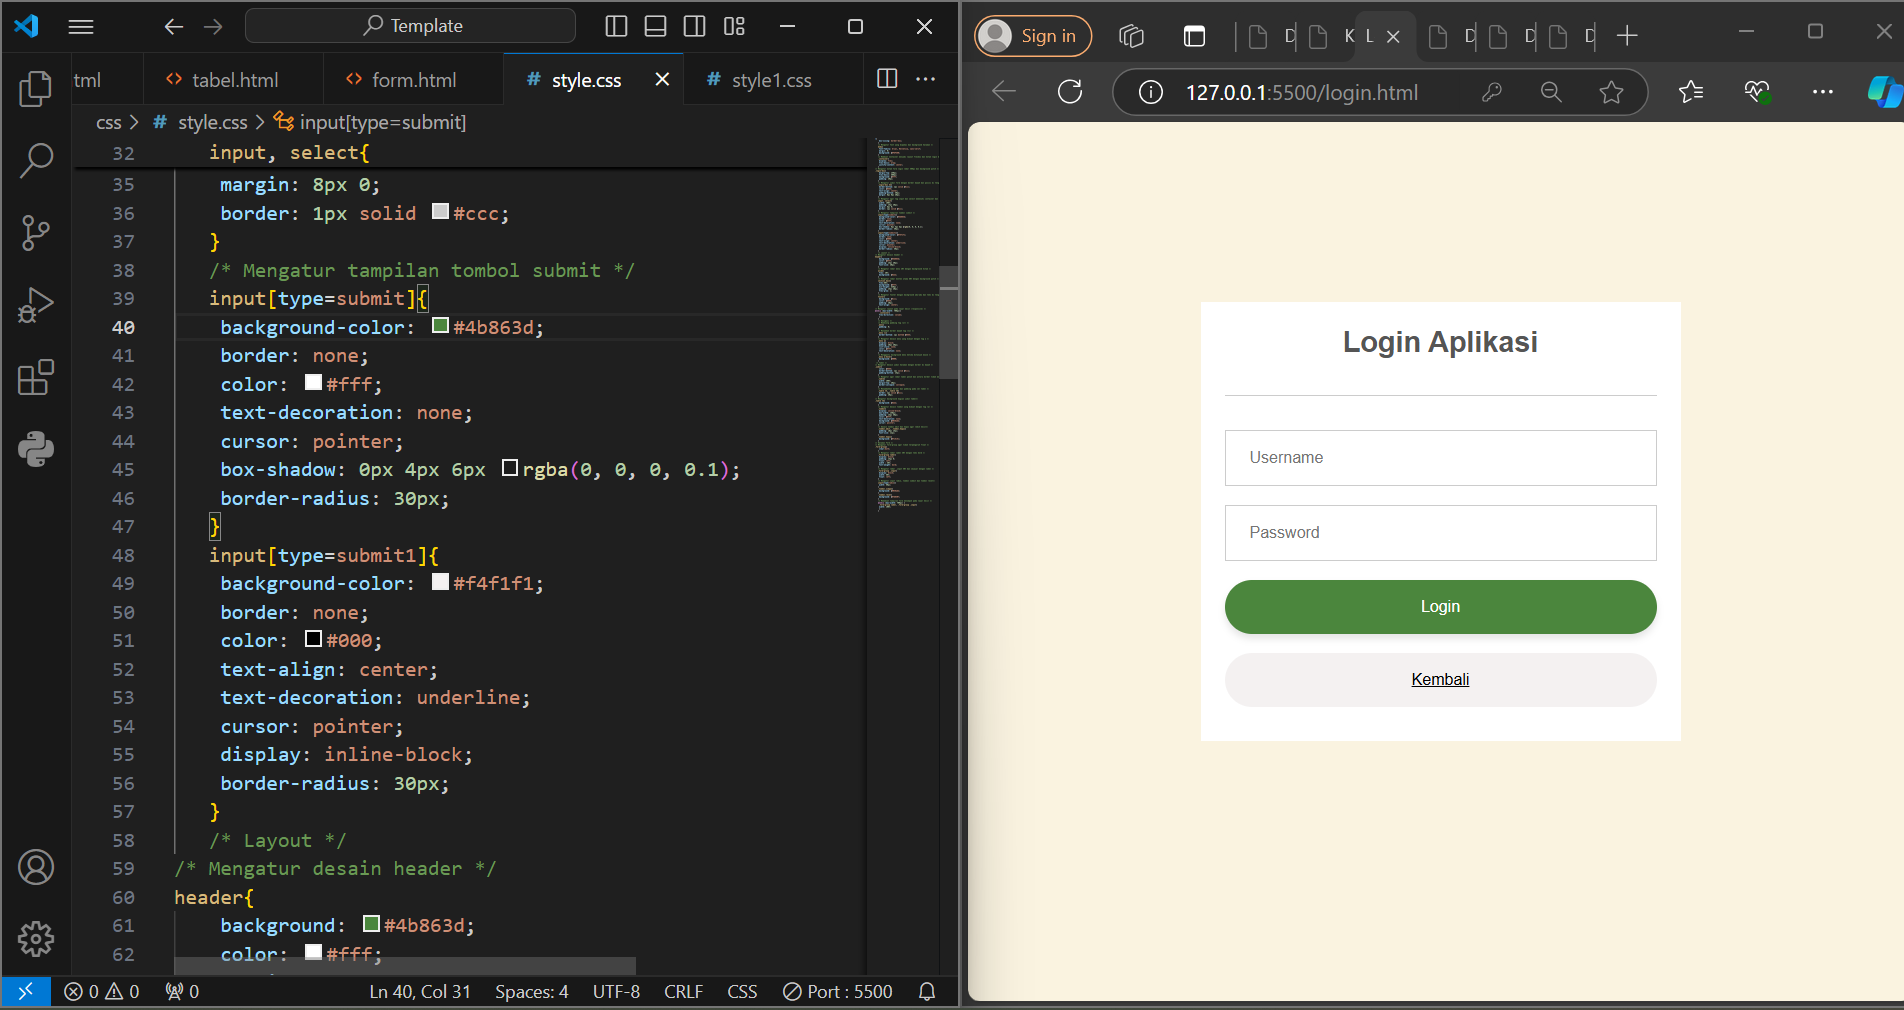 Template
tml
tabel.html
form.html
style.css
style1.css
css > # style.css > input[type=submit]
32 input, select{
35 margin: 8px 0;
36 border: 1px solid #ccc;
37 }
38 /* Mengatur tampilan tombol submit */
39 input[type=submit]{
40 background-color: #4b863d;
41 border: none;
42 color: #fff;
43 text-decoration: none;
44 cursor: pointer;
45 box-shadow: 0px 4px 6px rgba(0, 0, 0, 0.1);
46 border-radius: 30px;
47 }
48 input[type=submit1]{
49 background-color: #f4f1f1;
50 border: none;
51 color: #000;
52 text-align: center;
53 text-decoration: underline;
54 cursor: pointer;
55 display: inline-block;
56 border-radius: 30px;
57 }
58 /* Layout */
59 /* Mengatur desain header */
60 header{
61 background: #4b863d;
62 color: #fff;
0 0 0 Ln 40, Col 31 Spaces: 4 UTF-8 CRLF CSS Port : 5500
Sign in
D K L D D D
127.0.0.1:5500/login.html
Login Aplikasi
Username
Password
Login
Kembali